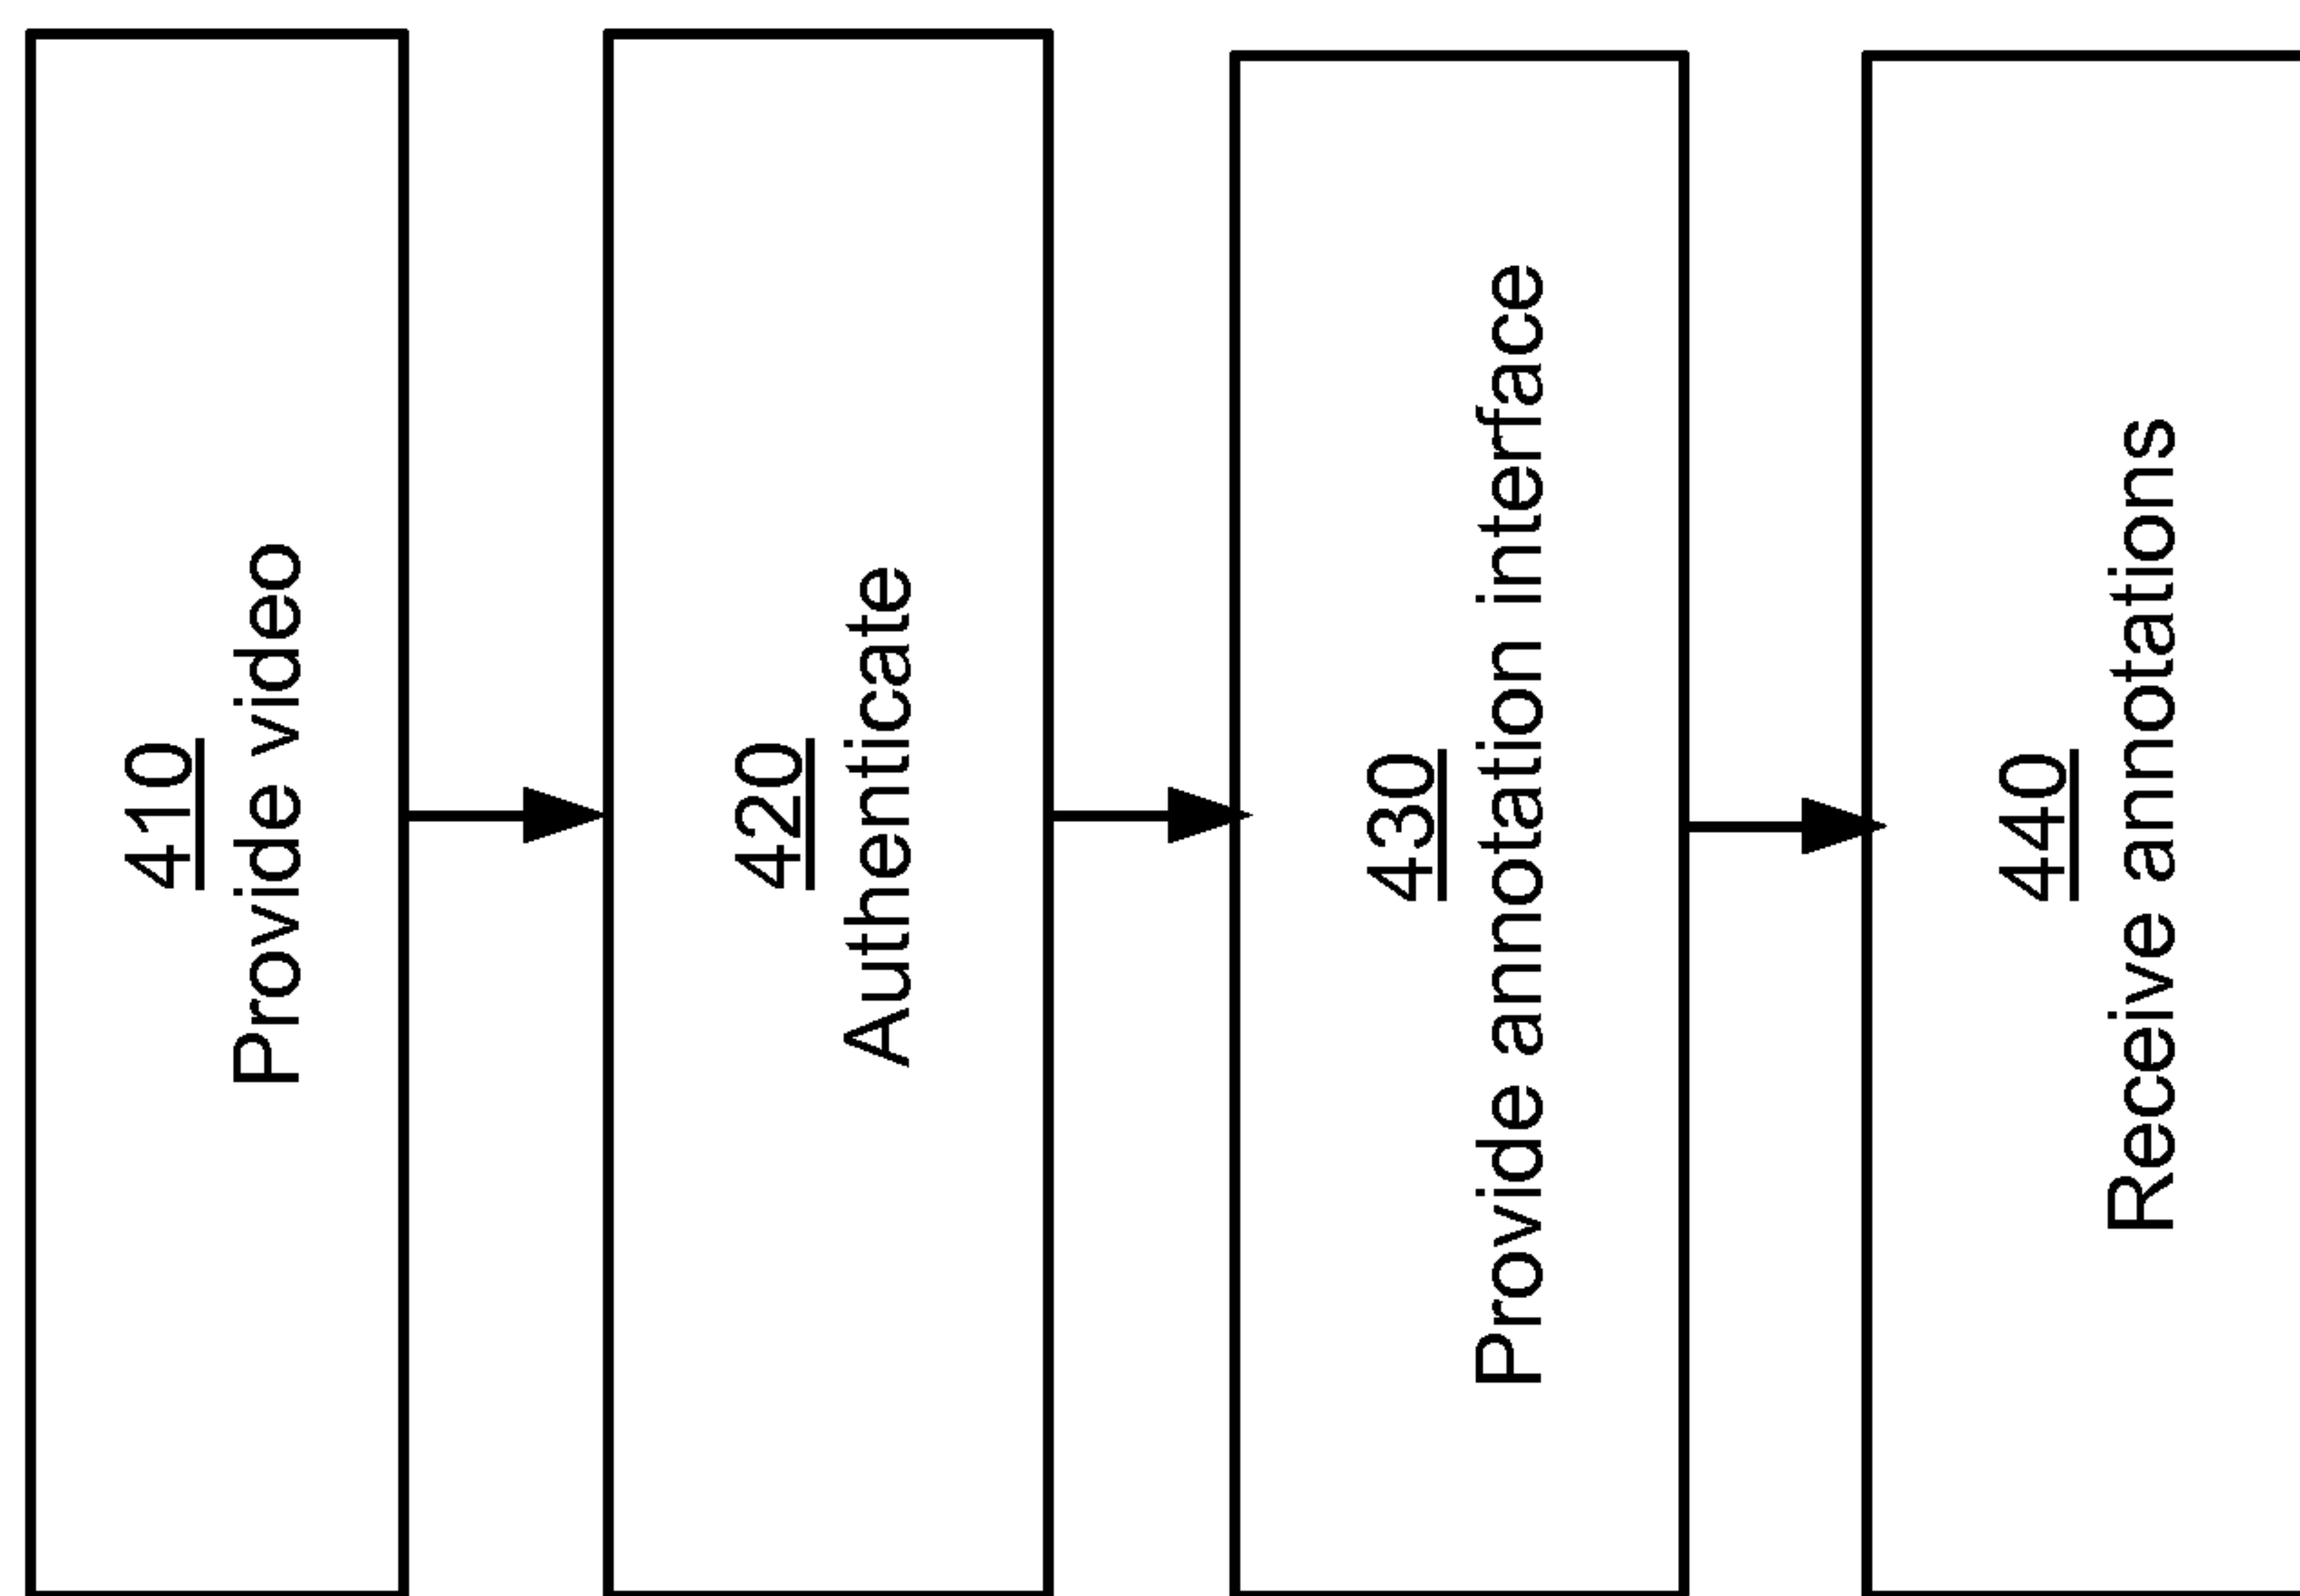 410
Provide video
420
Authenticate
430
Provide annotation interface
440
Receive annotations